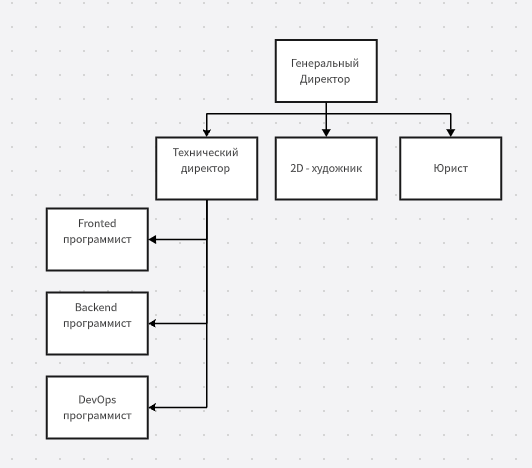 Генеральный
Директор
Технический
директор
2D - художник
Юрист
Fronted
программист
Backend
программист
DevOps
программист